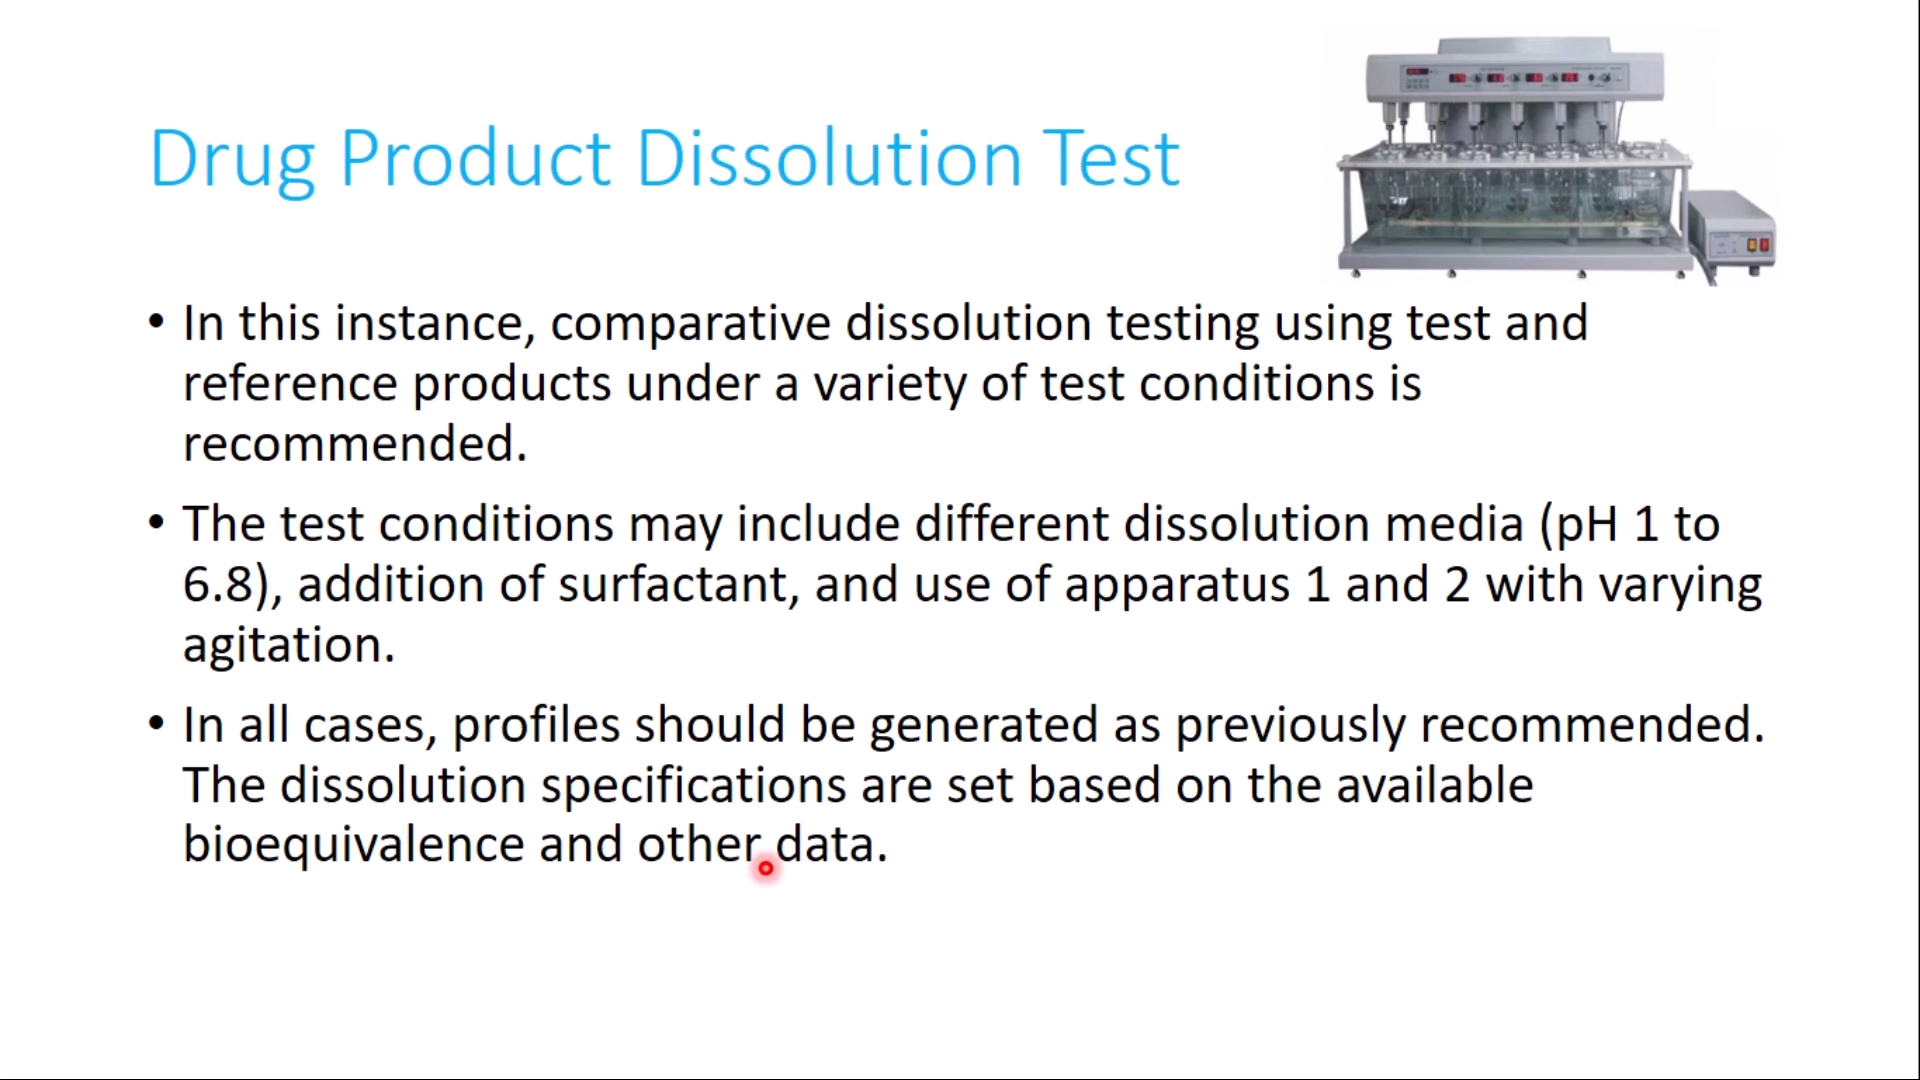 Drug Product Dissolution Test
• In this instance, comparative dissolution testing using test and
reference products under a variety of test conditions is
recommended.
• The test conditions may include different dissolution media (pH 1 to
6.8), addition of surfactant, and use of apparatus 1 and 2 with varying
agitation.
• In all cases, profiles should be generated as previously recommended.
The dissolution specifications are set based on the available
bioequivalence and other data.